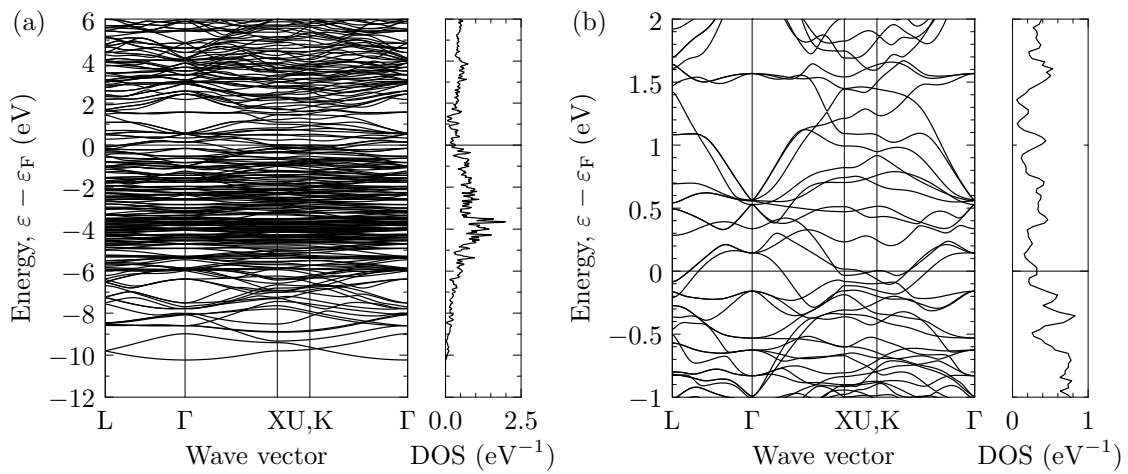 (a)
Energy, ε − ε_F (eV)
6
4
2
0
−2
−4
−6
−8
−10
−12
L Γ XU,K Γ
Wave vector
0.0 2.5
DOS (eV⁻¹)
(b)
Energy, ε − ε_F (eV)
2
1.5
1
0.5
0
−0.5
−1
L Γ XU,K Γ
Wave vector
0 1
DOS (eV⁻¹)